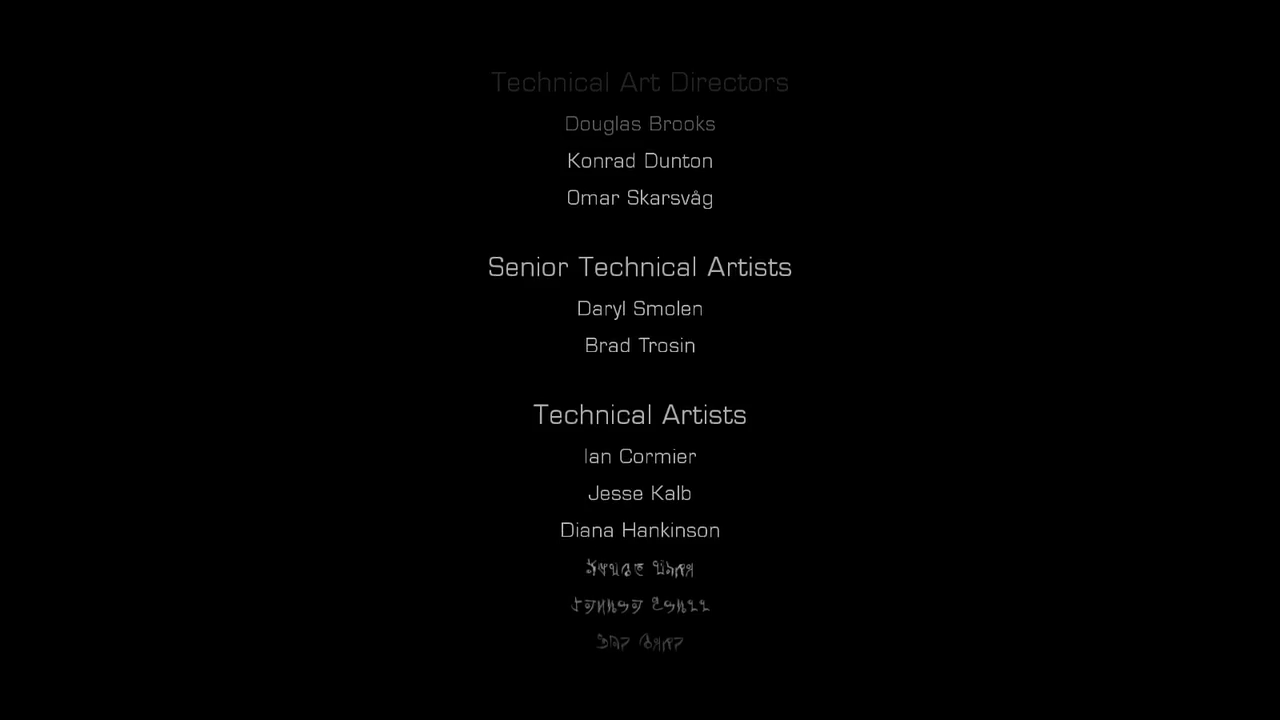 Technical Art Directors
Douglas Brooks
Konrad Dunton
Omar Skarsvåg
Senior Technical Artists
Daryl Smolen
Brad Trosin
Technical Artists
Ian Cormier
Jesse Kalb
Diana Hankinson